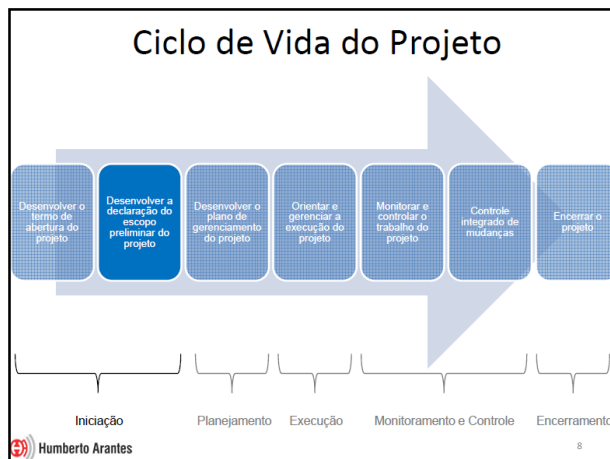 Ciclo de Vida do Projeto
Desenvolver o
termo de
abertura do
projeto
Desenvolver a
declaração do
escopo
preliminar do
projeto
Desenvolver o
plano de
gerenciamento
do projeto
Orientar e
gerenciar a
execução do
projeto
Monitorar e
controlar o
trabalho do
projeto
Controle
integrado de
mudanças
Encerrar o
projeto
Iniciação
Planejamento
Execução
Monitoramento e Controle
Encerramento
Humberto Arantes
8